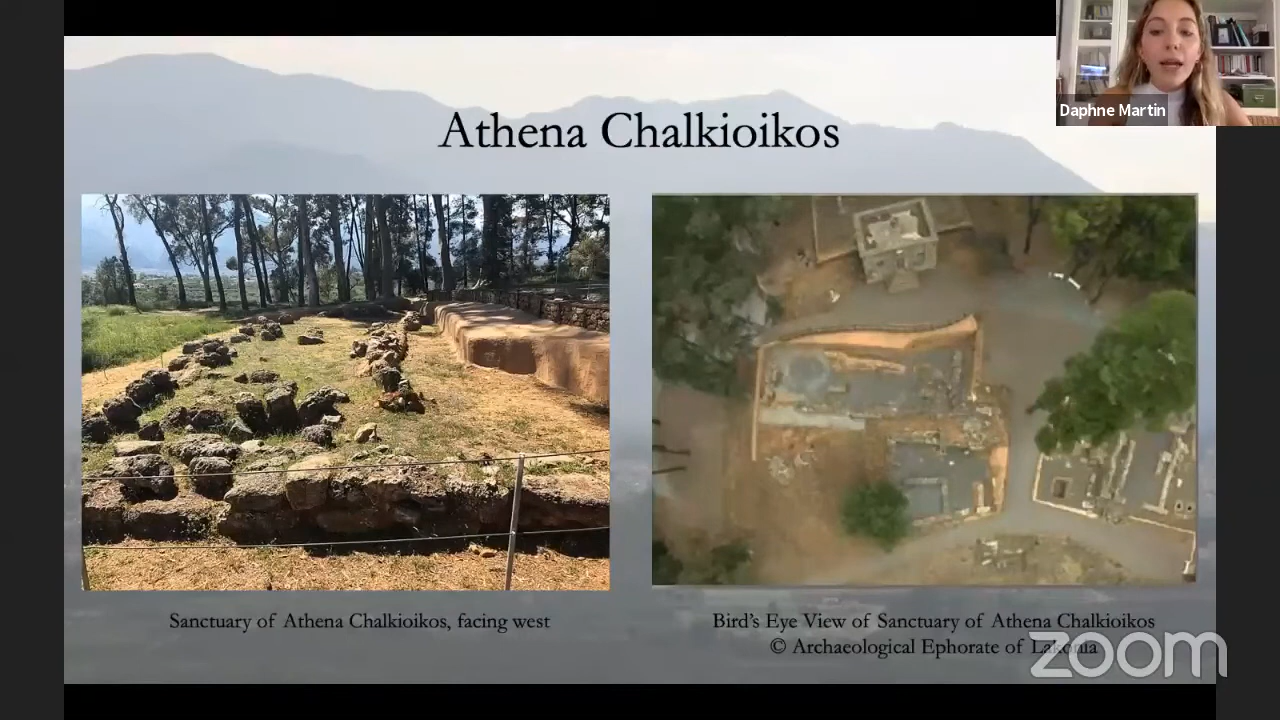 Daphne Martin
Athena Chalkioikos
Sanctuary of Athena Chalkioikos, facing west
Bird's Eye View of Sanctuary of Athena Chalkioikos
© Archaeological Ephorate of Lakonia
zoom